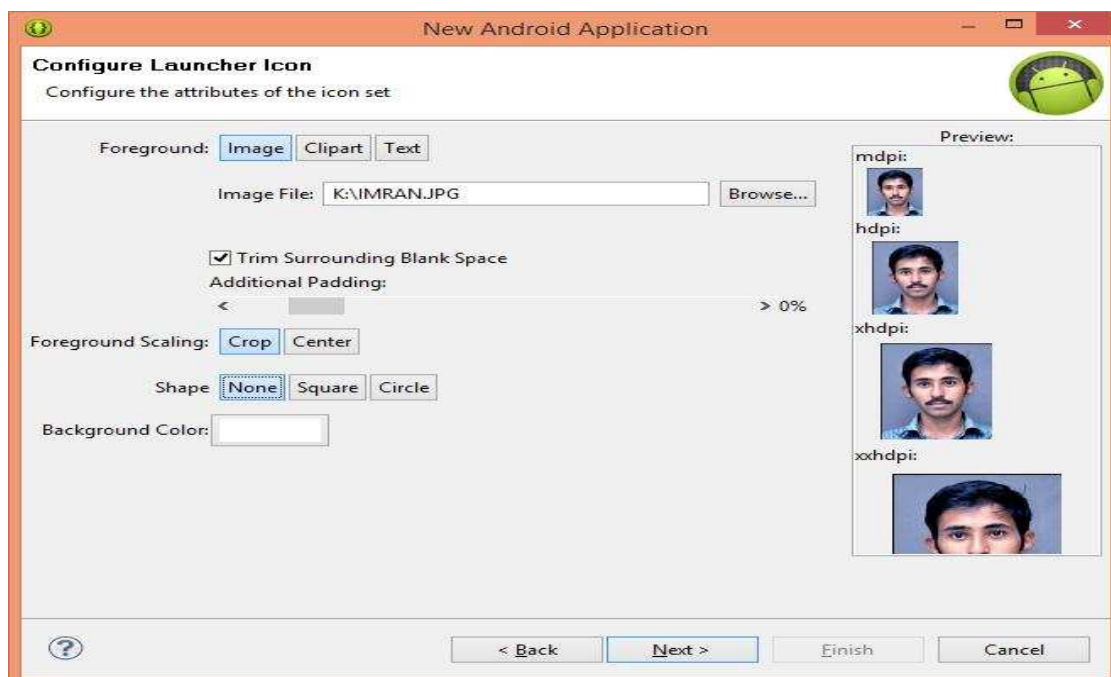 New Android Application
Configure Launcher Icon
Configure the attributes of the icon set
Foreground: Image Clipart Text
Image File: K:\IMRAN.JPG Browse...
Trim Surrounding Blank Space
Additional Padding:
< > 0%
Foreground Scaling: Crop Center
Shape None Square Circle
Background Color:
Preview:
mdpi:
hdpi:
xhdpi:
xxhdpi:
? < Back Next > Finish Cancel